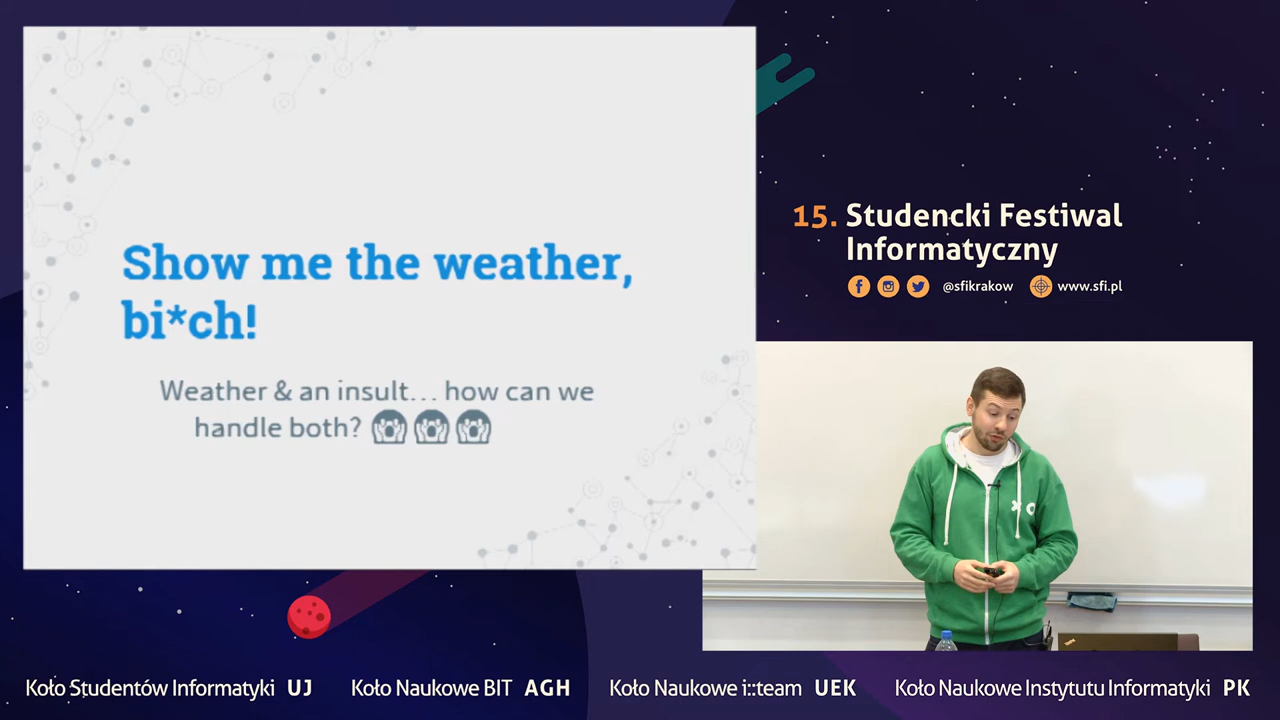 Show me the weather,
bi*ch!
Weather & an insult... how can we
handle both? 😱😱😱
15. Studencki Festiwal
Informatyczny
@sfikrakow www.sfi.pl
Koło Studentów Informatyki UJ
Koło Naukowe BIT AGH
Koło Naukowe i::team UEK
Koło Naukowe Instytutu Informatyki PK